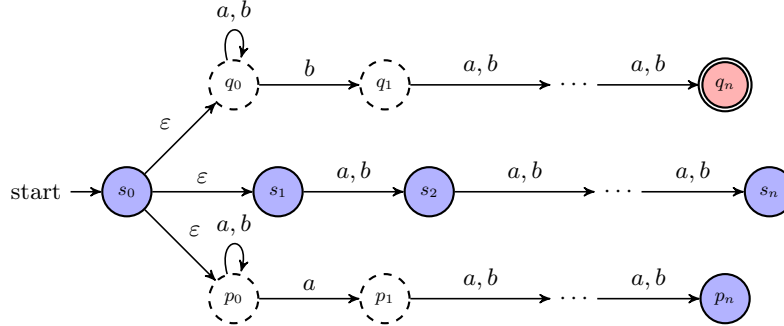 a, b
q₀ b q₁ a, b ··· a, b qₙ
ε
start s₀ ε s₁ a, b s₂ a, b ··· a, b sₙ
ε a, b
p₀ a p₁ a, b ··· a, b pₙ